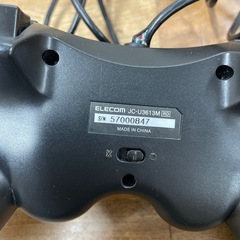 ELECOM JC-U3613M
S/N 57000847
MADE IN CHINA